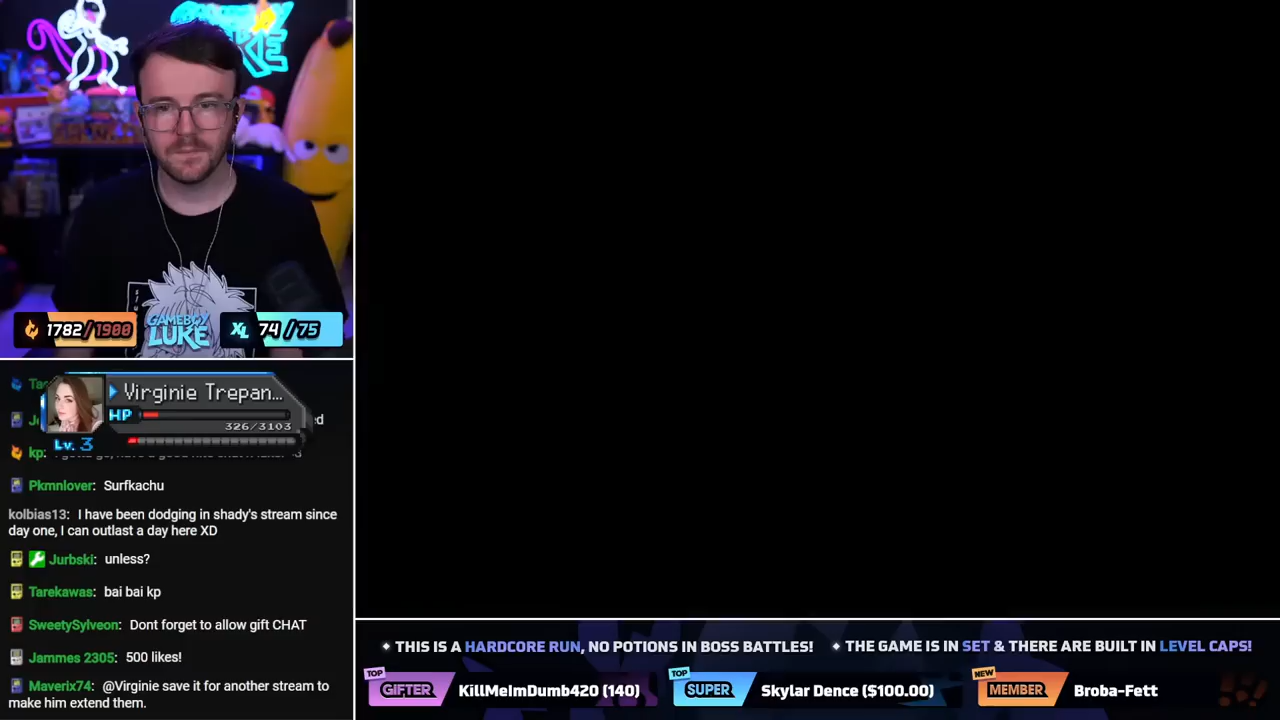 1782/1900
GAMEBOY
LUKE
XL 74/75
Virginie Trepan...
HP
326/3103
Lv. 3
kp:
Pkmnlover: Surfkachu
kolbias13: I have been dodging in shady's stream since
day one, I can outlast a day here XD
Jurbski: unless?
Tarekawas: bai bai kp
SweetySylveon: Dont forget to allow gift CHAT
Jammes 2305: 500 likes!
Maverix74: @Virginie save it for another stream to
make him extend them.
THIS IS A HARDCORE RUN, NO POTIONS IN BOSS BATTLES! THE GAME IS IN SET & THERE ARE BUILT IN LEVEL CAPS!
TOP GIFTER KillMeImDumb420 (140) TOP SUPER Skylar Dence ($100.00) NEW MEMBER Broba-Fett